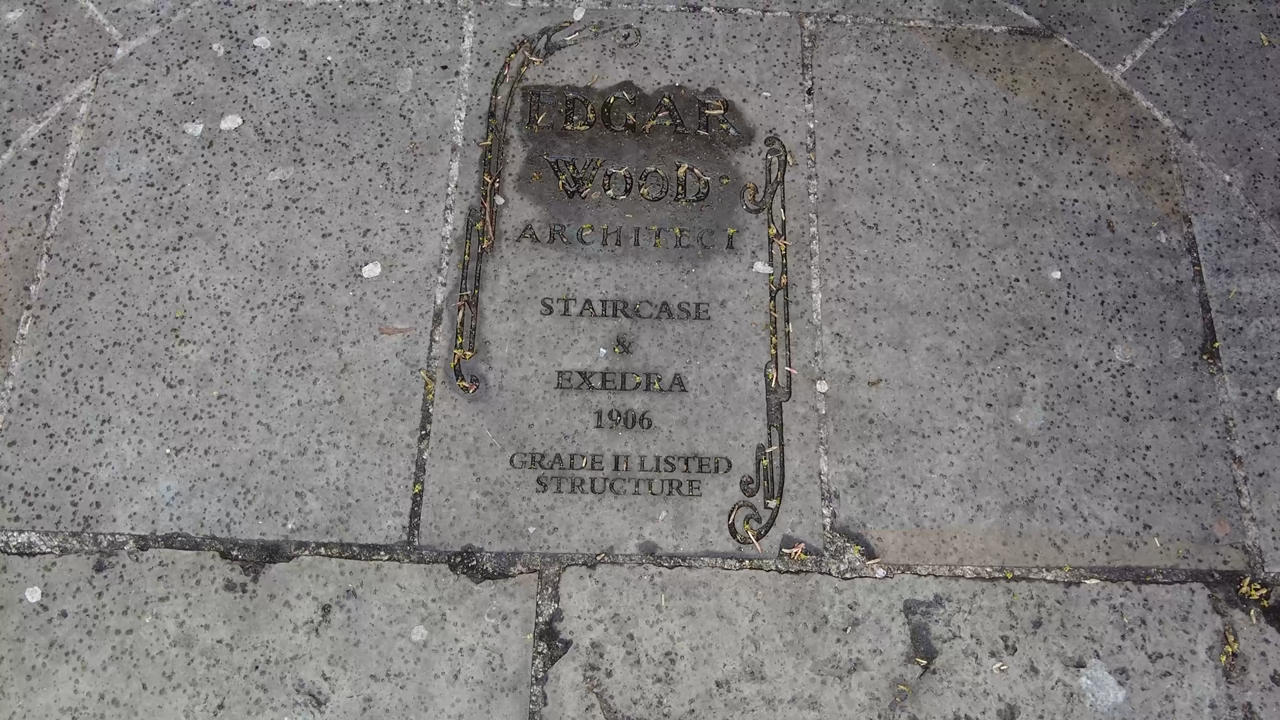 EDGAR
WOOD
ARCHITECT
STAIRCASE
&
EXEDRA
1906
GRADE II LISTED
STRUCTURE